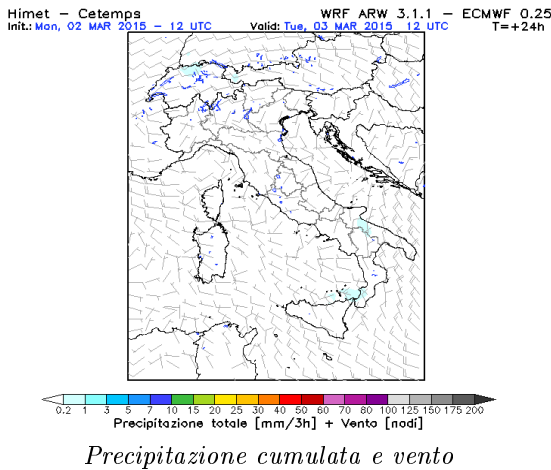 Himet – Cetemps WRF ARW 3.1.1 – ECMWF 0.25
Init.: Mon, 02 MAR 2015 – 12 UTC Valid: Tue, 03 MAR 2015 12 UTC T=+24h
0.2 1 3 5 7 10 15 20 25 30 40 50 60 70 80 100 125 150 175 200
Precipitazione totale [mm/3h] + Vento [nodi]
Precipitazione cumulata e vento